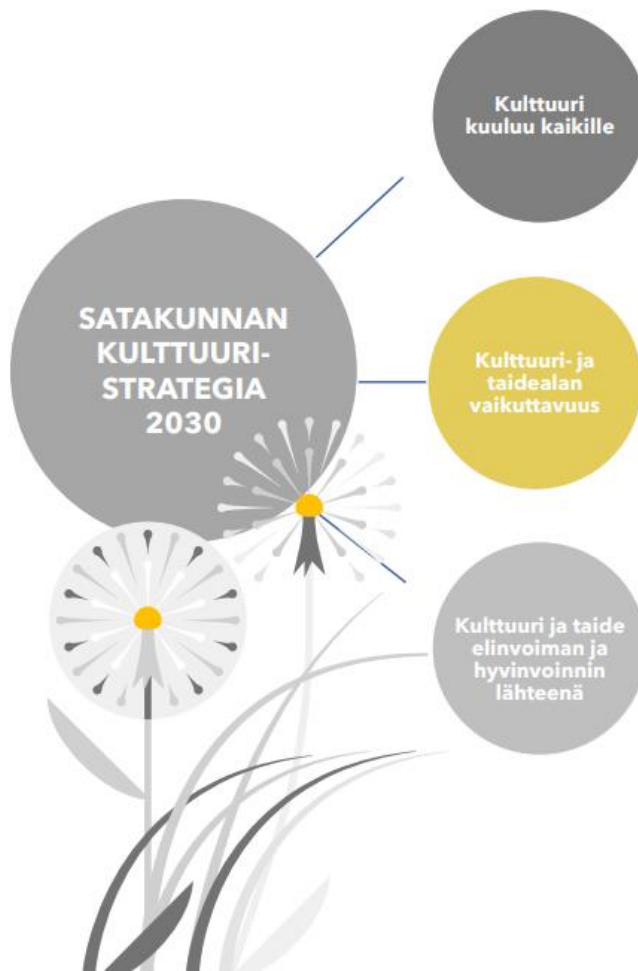 Kulttuuri
kuuluu kaikille
SATAKUNNAN
KULTTUURI-
STRATEGIA
2030
Kulttuuri- ja
taidealan
vaikuttavuus
Kulttuuri ja taide
elinvoiman ja
hyvinvoinnin
lähteenä